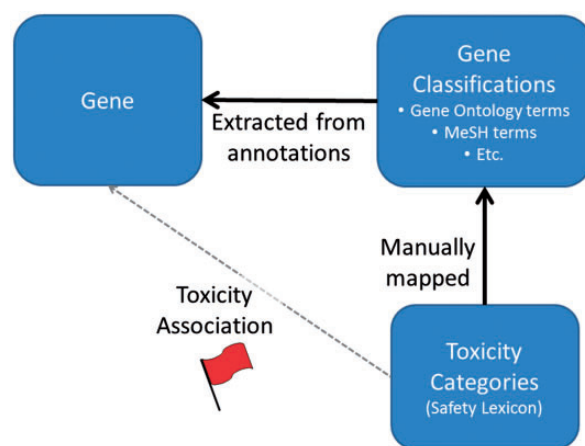 Gene
Gene
Classifications
• Gene Ontology terms
• MeSH terms
• Etc.
Extracted from
annotations
Manually
mapped
Toxicity
Association
Toxicity
Categories
(Safety Lexicon)